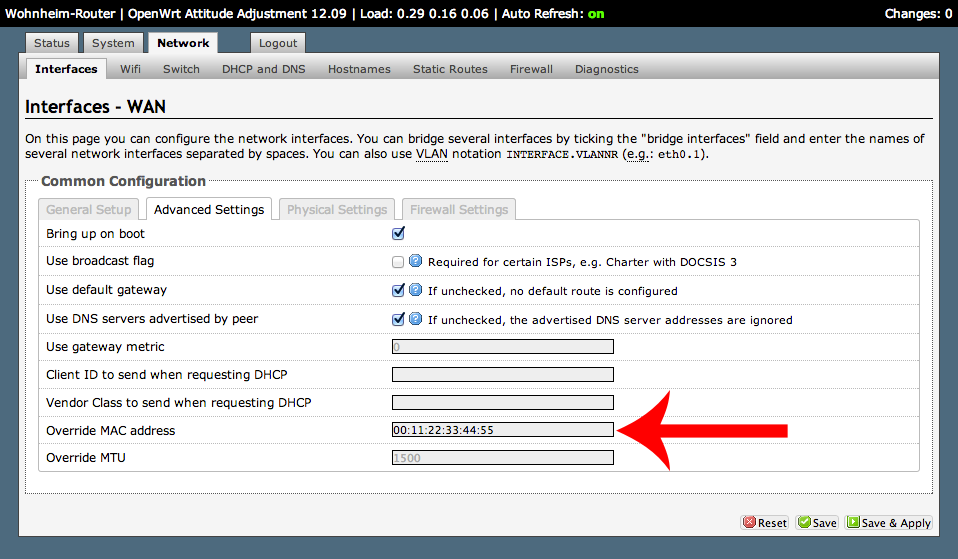 Wohnheim-Router | OpenWrt Attitude Adjustment 12.09 | Load: 0.29 0.16 0.06 | Auto Refresh: on Changes: 0
Status System Network Logout
Interfaces Wifi Switch DHCP and DNS Hostnames Static Routes Firewall Diagnostics
Interfaces - WAN
On this page you can configure the network interfaces. You can bridge several interfaces by ticking the "bridge interfaces" field and enter the names of
several network interfaces separated by spaces. You can also use VLAN notation INTERFACE.VLANNR (e.g.: eth0.1).
Common Configuration
General Setup Advanced Settings Physical Settings Firewall Settings
Bring up on boot
Use broadcast flag Required for certain ISPs, e.g. Charter with DOCSIS 3
Use default gateway If unchecked, no default route is configured
Use DNS servers advertised by peer If unchecked, the advertised DNS server addresses are ignored
Use gateway metric 0
Client ID to send when requesting DHCP
Vendor Class to send when requesting DHCP
Override MAC address 00:11:22:33:44:55
Override MTU 1500
Reset Save Save & Apply